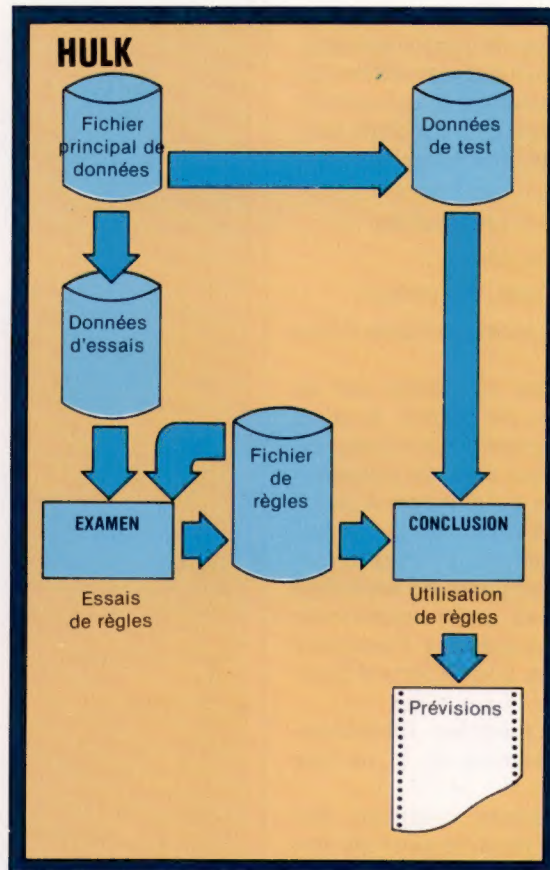 HULK
Fichier
principal de
données
Données
de test
Données
d'essais
Fichier
de
règles
EXAMEN
CONCLUSION
Essais
de règles
Utilisation
de règles
Prévisions